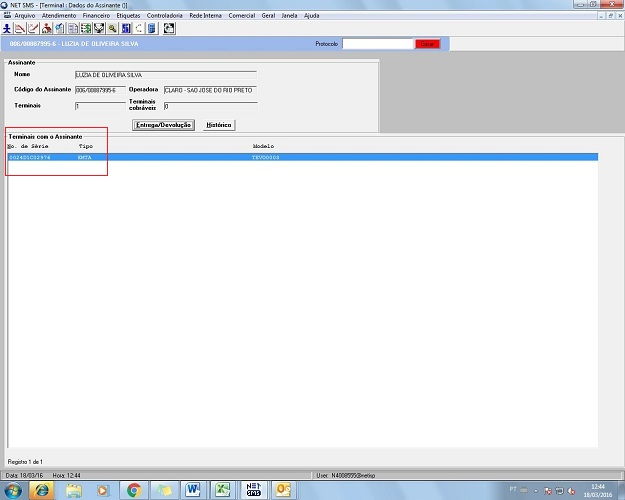 NET SMS - [Terminal : Dados do Assinante ()]
Arquivo Atendimento Financeiro Etiquetas Controladoria Rede Interna Comercial Geral Janela Ajuda
006/00887995-6 - LUZIA DE OLIVEIRA SILVA Protocolo
Assinante
Nome LUZIA DE OLIVEIRA SILVA
Código do Assinante 006/00887995-6 Operadora CLARO - SAO JOSE DO RIO PRETO
Terminais 1 Terminais cobráveis 0
Entrega/Devolução Histórico
Terminais com o Assinante
No. de Série Tipo Modelo
EMTA
Registro 1 de 1
Data: 18/03/16 Hora: 12:44 User: N4008555@netisp
NET SMS
PT 12:44
18/03/2016